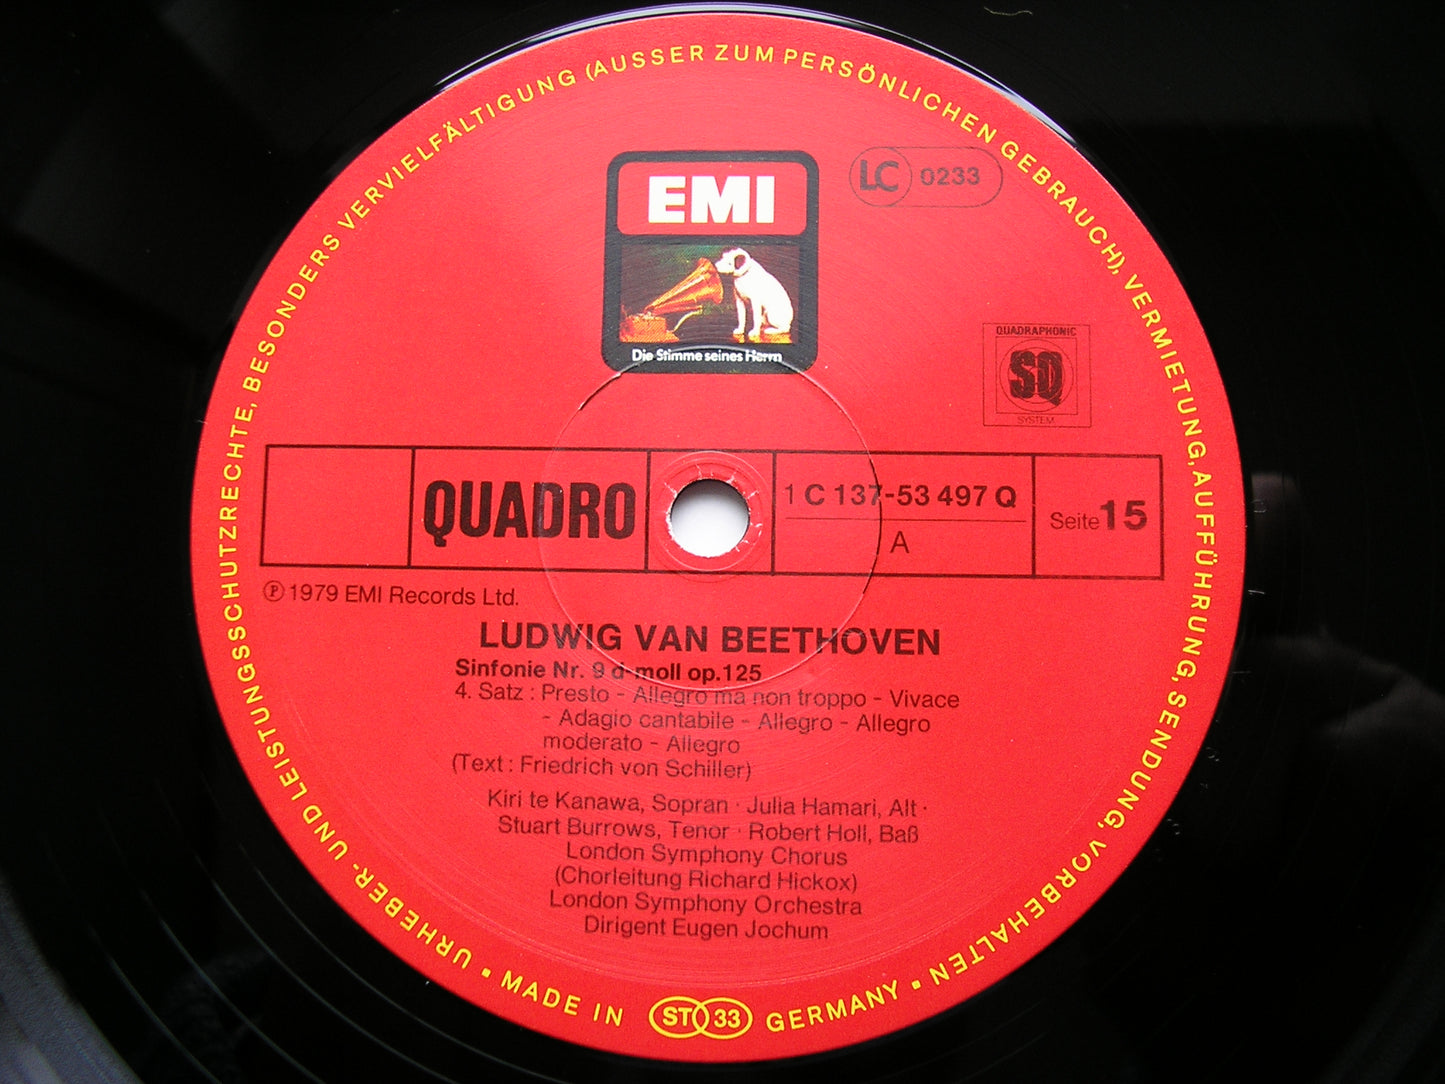 URHEBER- UND LEISTUNGSSCHUTZRECHTE, BESONDERS VERVIELFÄLTIGUNG (AUSSER ZUM PERSÖNLICHEN GEBRAUCH), VERMIETUNG, AUFFÜHRUNG, SENDUNG, VORBEHALTEN ▪
EMI
LC 0233
Die Stimme seines Herrn
QUADRAPHONIC
SQ
SYSTEM
QUADRO
1 C 137-53 497 Q
A
Seite 15
Ⓟ 1979 EMI Records Ltd.
LUDWIG VAN BEETHOVEN
Sinfonie Nr. 9 d-moll op.125
4. Satz : Presto - Allegro ma non troppo - Vivace
- Adagio cantabile - Allegro - Allegro
moderato - Allegro
(Text : Friedrich von Schiller)
Kiri te Kanawa, Sopran · Julia Hamari, Alt ·
Stuart Burrows, Tenor · Robert Holl, Baß
London Symphony Chorus
(Chorleitung Richard Hickox)
London Symphony Orchestra
Dirigent Eugen Jochum
▪ MADE IN ST 33 GERMANY